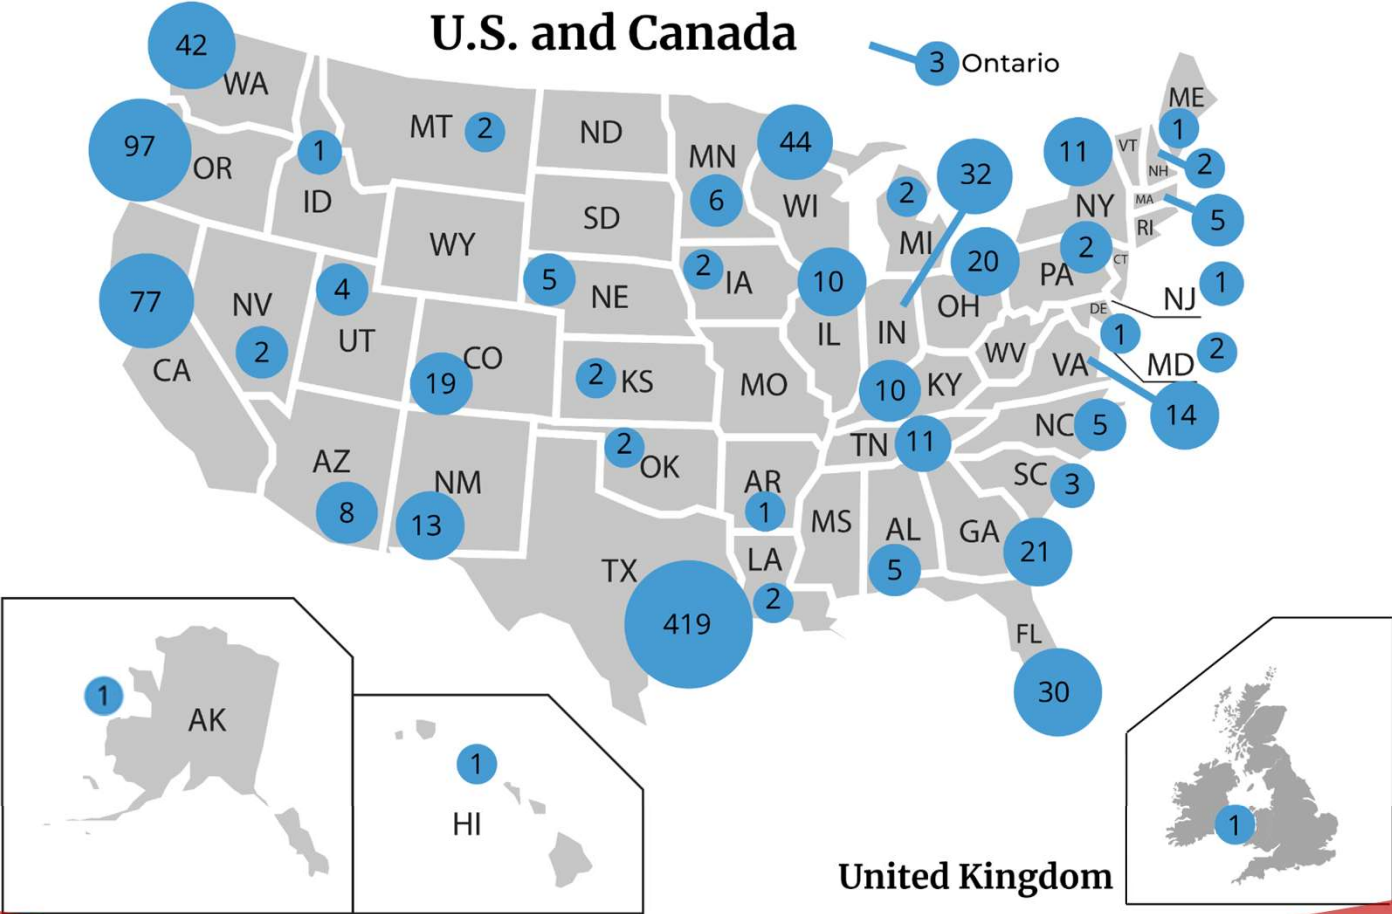 U.S. and Canada
42
WA
3 Ontario
97
OR
1
ID
MT 2
ND
MN
6
44
WI
2
MI
32
11
NY
VT
ME
1
NH
2
MA
5
RI
CT
77
CA
NV
2
4
UT
WY
SD
5
NE
2
IA
10
IL
IN
20
OH
2
PA
NJ
1
DE
1
MD
2
19
CO
2 KS
MO
10
KY
WV
VA
14
AZ
8
NM
13
2
OK
AR
1
TN
11
NC
5
SC
3
TX
419
LA
2
MS
AL
5
GA
21
FL
30
1
AK
1
HI
1
United Kingdom